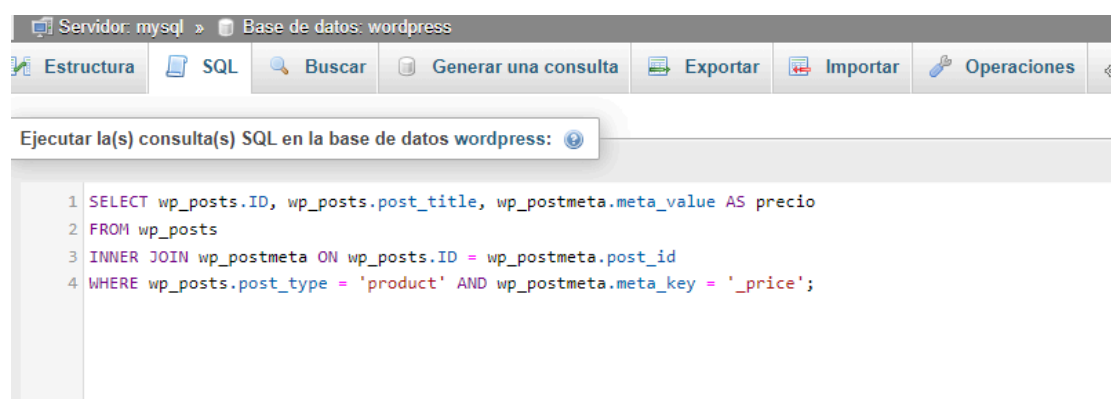 Servidor: mysql » Base de datos: wordpress
Estructura SQL Buscar Generar una consulta Exportar Importar Operaciones
Ejecutar la(s) consulta(s) SQL en la base de datos wordpress:
1 SELECT wp_posts.ID, wp_posts.post_title, wp_postmeta.meta_value AS precio
2 FROM wp_posts
3 INNER JOIN wp_postmeta ON wp_posts.ID = wp_postmeta.post_id
4 WHERE wp_posts.post_type = 'product' AND wp_postmeta.meta_key = '_price';